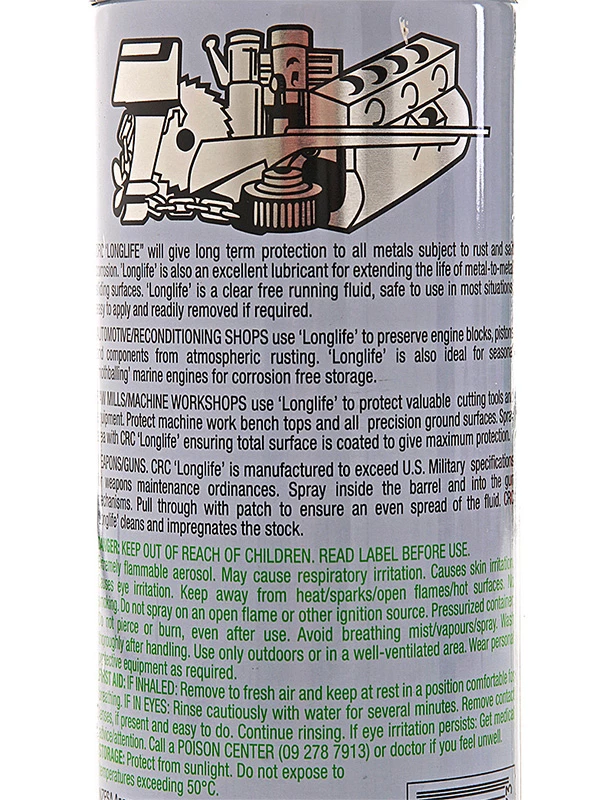 CRC 'LONGLIFE" will give long term protection to all metals subject to rust and salt
corrosion. 'Longlife' is also an excellent lubricant for extending the life of metal-to-metal
sliding surfaces. 'Longlife' is a clear free running fluid, safe to use in most situations,
easy to apply and readily removed if required.
AUTOMOTIVE/RECONDITIONING SHOPS use 'Longlife' to preserve engine blocks, pistons
and components from atmospheric rusting. 'Longlife' is also ideal for seasonal
'mothballing' marine engines for corrosion free storage.
SAW MILLS/MACHINE WORKSHOPS use 'Longlife' to protect valuable cutting tools and
equipment. Protect machine work bench tops and all precision ground surfaces. Spray
area with CRC 'Longlife' ensuring total surface is coated to give maximum protection.
WEAPONS/GUNS. CRC 'Longlife' is manufactured to exceed U.S. Military specifications
weapons maintenance ordinances. Spray inside the barrel and into the gun
mechanisms. Pull through with patch to ensure an even spread of the fluid. CRC
'Longlife' cleans and impregnates the stock.
DANGER: KEEP OUT OF REACH OF CHILDREN. READ LABEL BEFORE USE.
Extremely flammable aerosol. May cause respiratory irritation. Causes skin irritation.
Causes eye irritation. Keep away from heat/sparks/open flames/hot surfaces. No
smoking. Do not spray on an open flame or other ignition source. Pressurized container:
Do not pierce or burn, even after use. Avoid breathing mist/vapours/spray. Wash
thoroughly after handling. Use only outdoors or in a well-ventilated area. Wear personal
protective equipment as required.
FIRST AID: IF INHALED: Remove to fresh air and keep at rest in a position comfortable for
breathing. IF IN EYES: Rinse cautiously with water for several minutes. Remove contact
lenses, if present and easy to do. Continue rinsing. If eye irritation persists: Get medical
advice/attention. Call a POISON CENTER (09 278 7913) or doctor if you feel unwell.
STORAGE: Protect from sunlight. Do not expose to
temperatures exceeding 50°C.